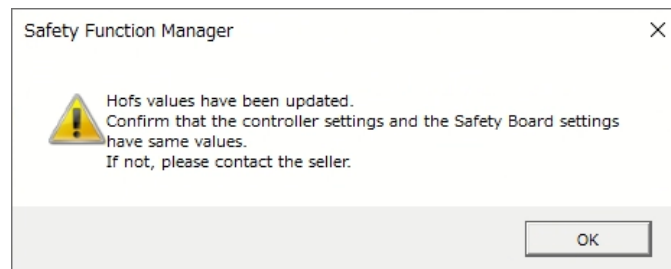 Safety Function Manager
Hofs values have been updated.
Confirm that the controller settings and the Safety Board settings
have same values.
If not, please contact the seller.
OK